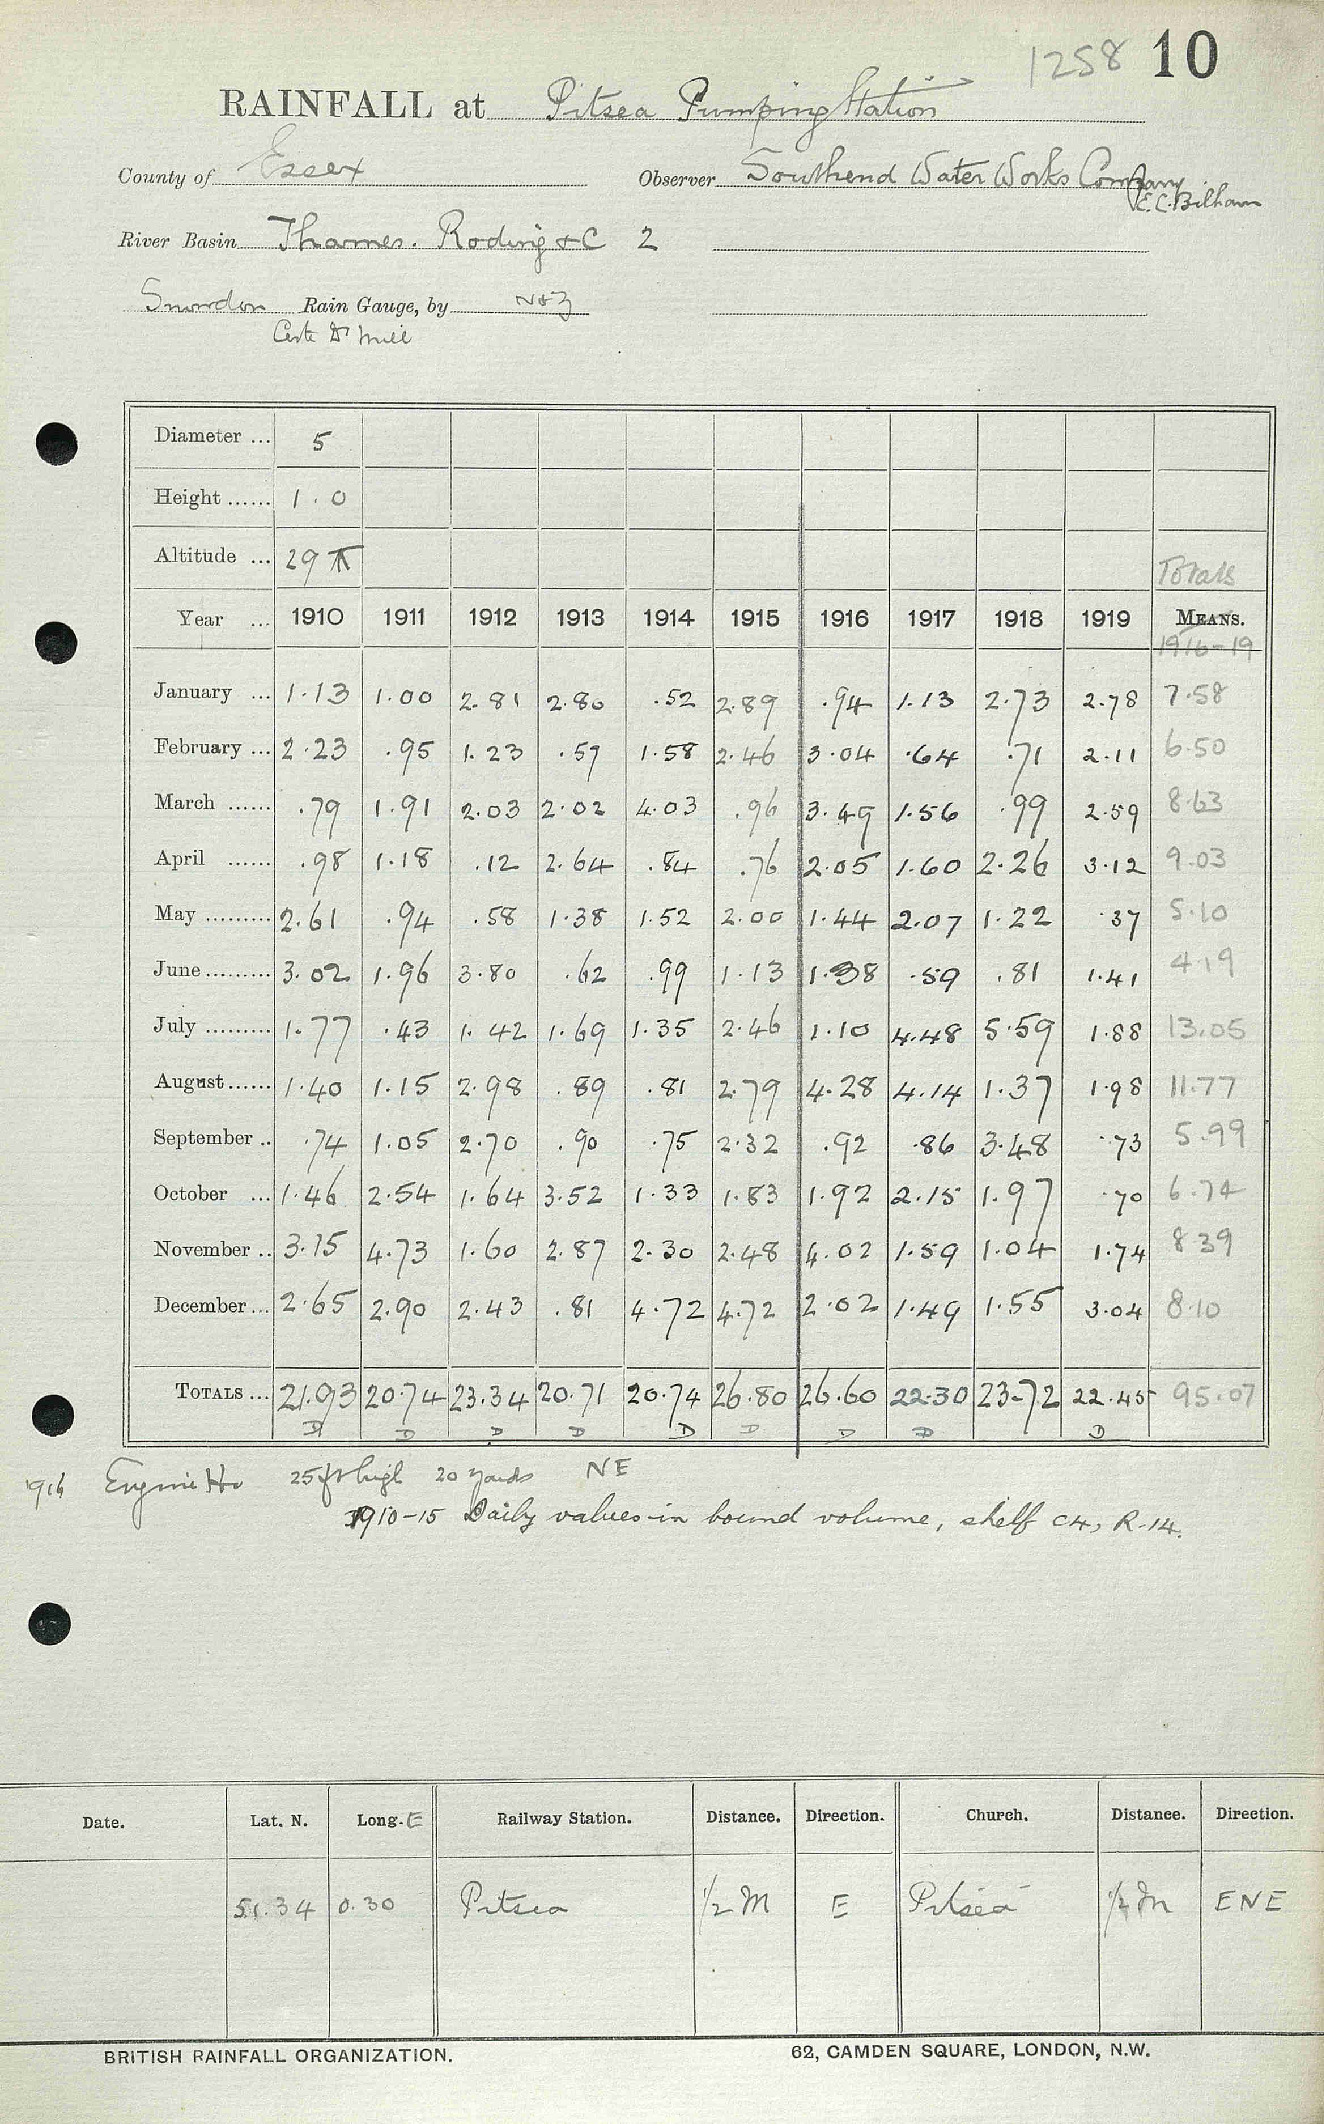 1258 10
RAINFALL at Pitsea Pumping Station
County of Essex Observer Southend Water Works Company
(E.C. Bilham
River Basin Thames. Roding &C 2
Snowdon Rain Gauge, by
Diameter ... 5
Height ...... 1.0
Altitude ... 29
Totals
Year ... 1910 1911 1912 1913 1914 1915 1916 1917 1918 1919 MEANS.
1916-19
January ... 1.13 1.00 2.81 2.80 .52 2.89 .94 1.13 2.73 2.78 7.58
February ... 2.23 .95 1.23 .59 1.58 2.46 3.04 .64 .71 2.11 6.50
March ...... .79 1.91 2.03 2.02 4.03 .96 3.49 1.56 .99 2.59 8.63
April ...... .98 1.18 .12 2.64 .84 .76 2.05 1.60 2.26 3.12 9.03
May ......... 2.61 .94 .58 1.38 1.52 2.00 1.44 2.07 1.22 .37 5.10
June ......... 3.02 1.96 3.80 .62 .99 1.13 1.38 .59 .81 1.41 4.19
July ......... 1.77 .43 1.42 1.69 1.35 2.46 1.10 4.48 5.59 1.88 13.05
August ...... 1.40 1.15 2.98 .89 .81 2.79 4.28 4.14 1.37 1.98 11.77
September .. .74 1.05 2.70 .90 .75 2.32 .92 .86 3.48 .73 5.99
October ... 1.46 2.54 1.64 3.52 1.33 1.83 1.92 2.15 1.97 .70 6.74
November .. 3.15 4.73 1.60 2.87 2.30 2.48 4.02 1.59 1.04 1.74 8.39
December ... 2.65 2.90 2.43 .81 4.72 4.72 2.02 1.49 1.55 3.04 8.10
TOTALS ... 21.93 20.74 23.34 20.71 20.74 26.80 26.60 22.30 23.72 22.45 95.07
D D D D D D D D D
1916 Engine Ho 25 ft high 20 yards NE
1910-15 Daily values in bound volume, shelf C4, R.14.
Date. Lat. N. Long. E Railway Station. Distance. Direction. Church. Distance. Direction.
51.34 0.30 Pitsea 1/2 M E Pitsea 1/2 M ENE
BRITISH RAINFALL ORGANIZATION. 62, CAMDEN SQUARE, LONDON, N.W.